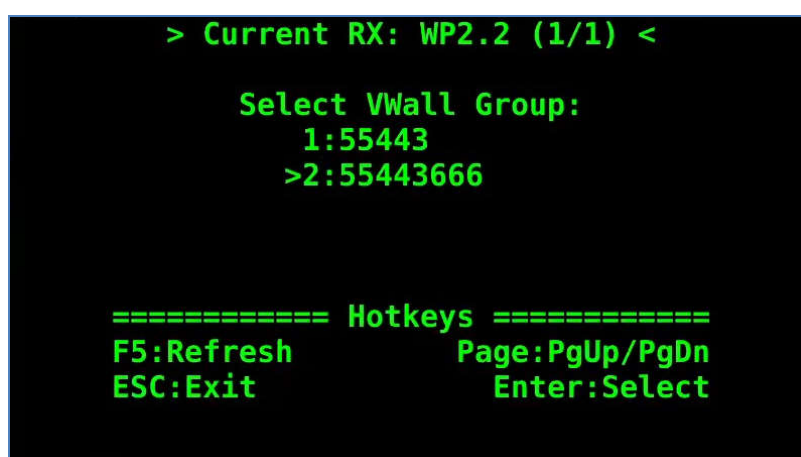 > Current RX: WP2.2 (1/1) <
Select VWall Group:
1:55443
>2:55443666
============ Hotkeys ============
F5:Refresh Page:PgUp/PgDn
ESC:Exit Enter:Select